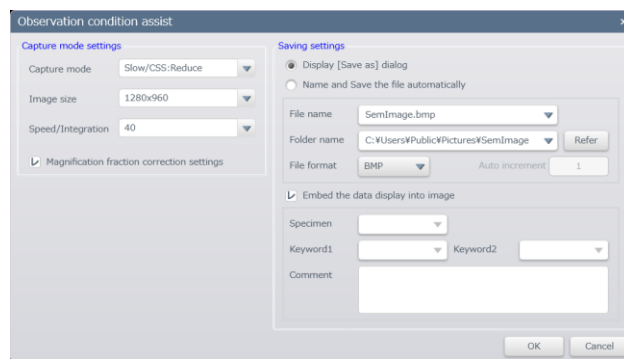 Observation condition assist
Capture mode settings
Capture mode Slow/CSS:Reduce
Image size 1280x960
Speed/Integration 40
Magnification fraction correction settings
Saving settings
Display [Save as] dialog
Name and Save the file automatically
File name SemImage.bmp
Folder name C:¥Users¥Public¥Pictures¥SemImage Refer
File format BMP Auto increment 1
Embed the data display into image
Specimen
Keyword1 Keyword2
Comment
OK Cancel